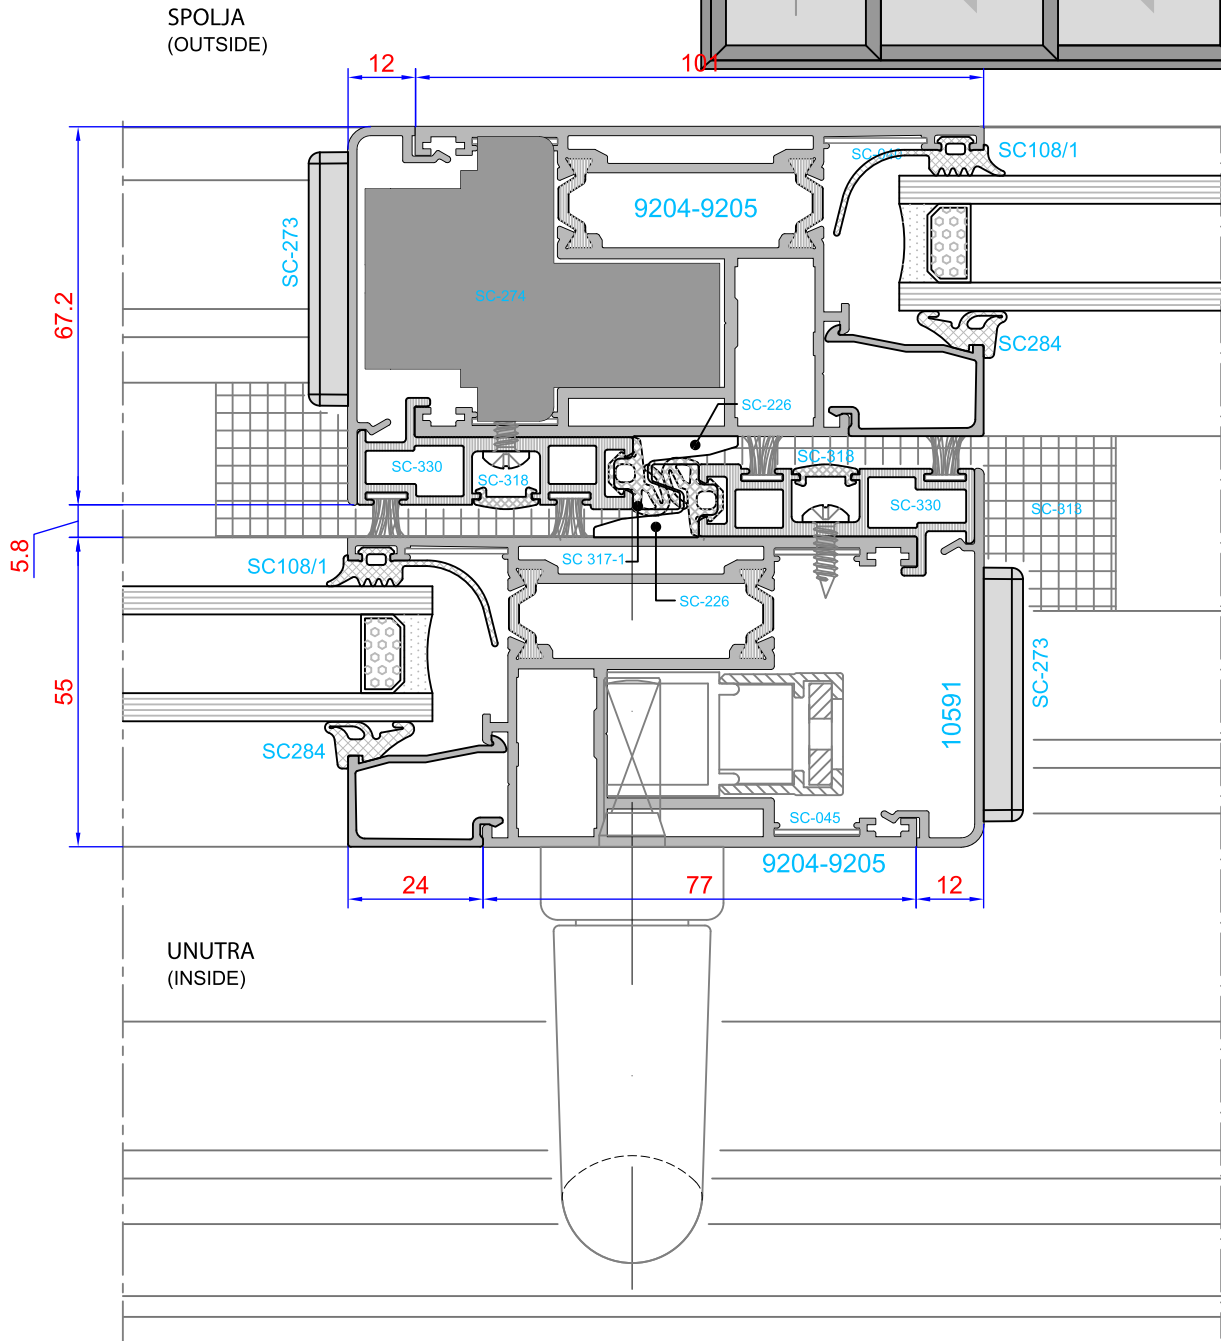 SPOLJA
(OUTSIDE)
12
101
SC-046
SC108/1
9204-9205
SC-273
SC-274
67.2
SC284
SC-226
SC-330
SC-318
SC-318
SC-330
SC-318
5.8
SC 317-1
SC108/1
SC-226
SC-273
55
10591
SC284
SC-045
9204-9205
24
77
12
UNUTRA
(INSIDE)